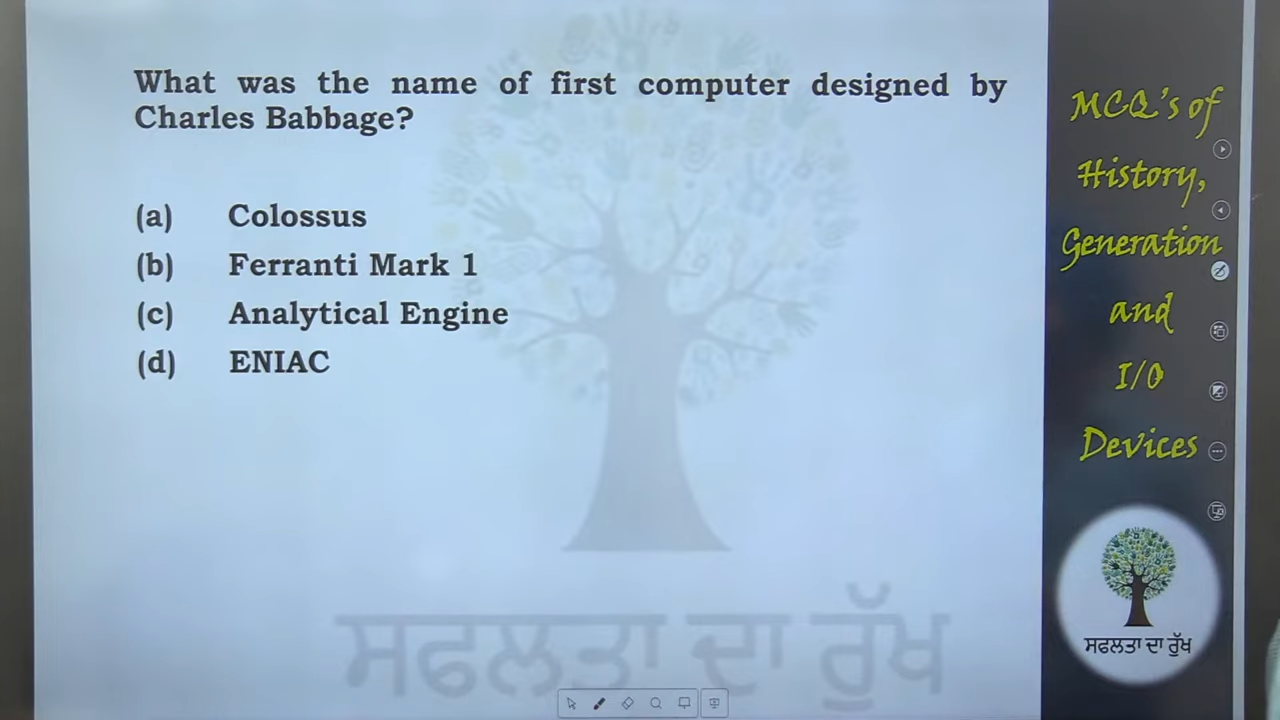 What was the name of first computer designed by
Charles Babbage?
(a) Colossus
(b) Ferranti Mark 1
(c) Analytical Engine
(d) ENIAC
ਸਫਲਤਾ ਦਾ ਰੁੱਖ
MCQ's of
History,
Generation
and
I/O
Devices
ਸਫਲਤਾ ਦਾ ਰੁੱਖ